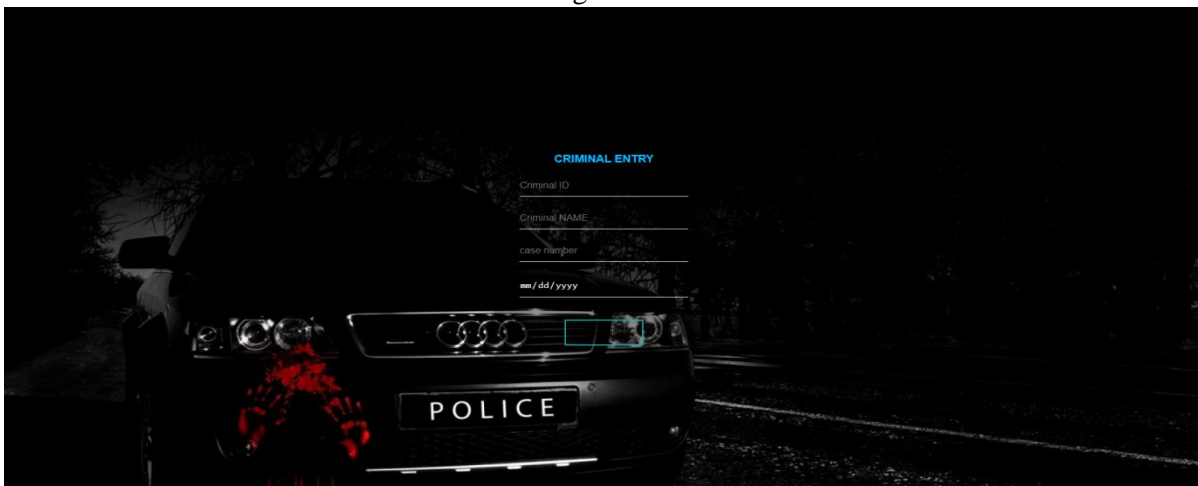 CRIMINAL ENTRY
Criminal ID
Criminal NAME
case number
mm/dd/yyyy
POLICE